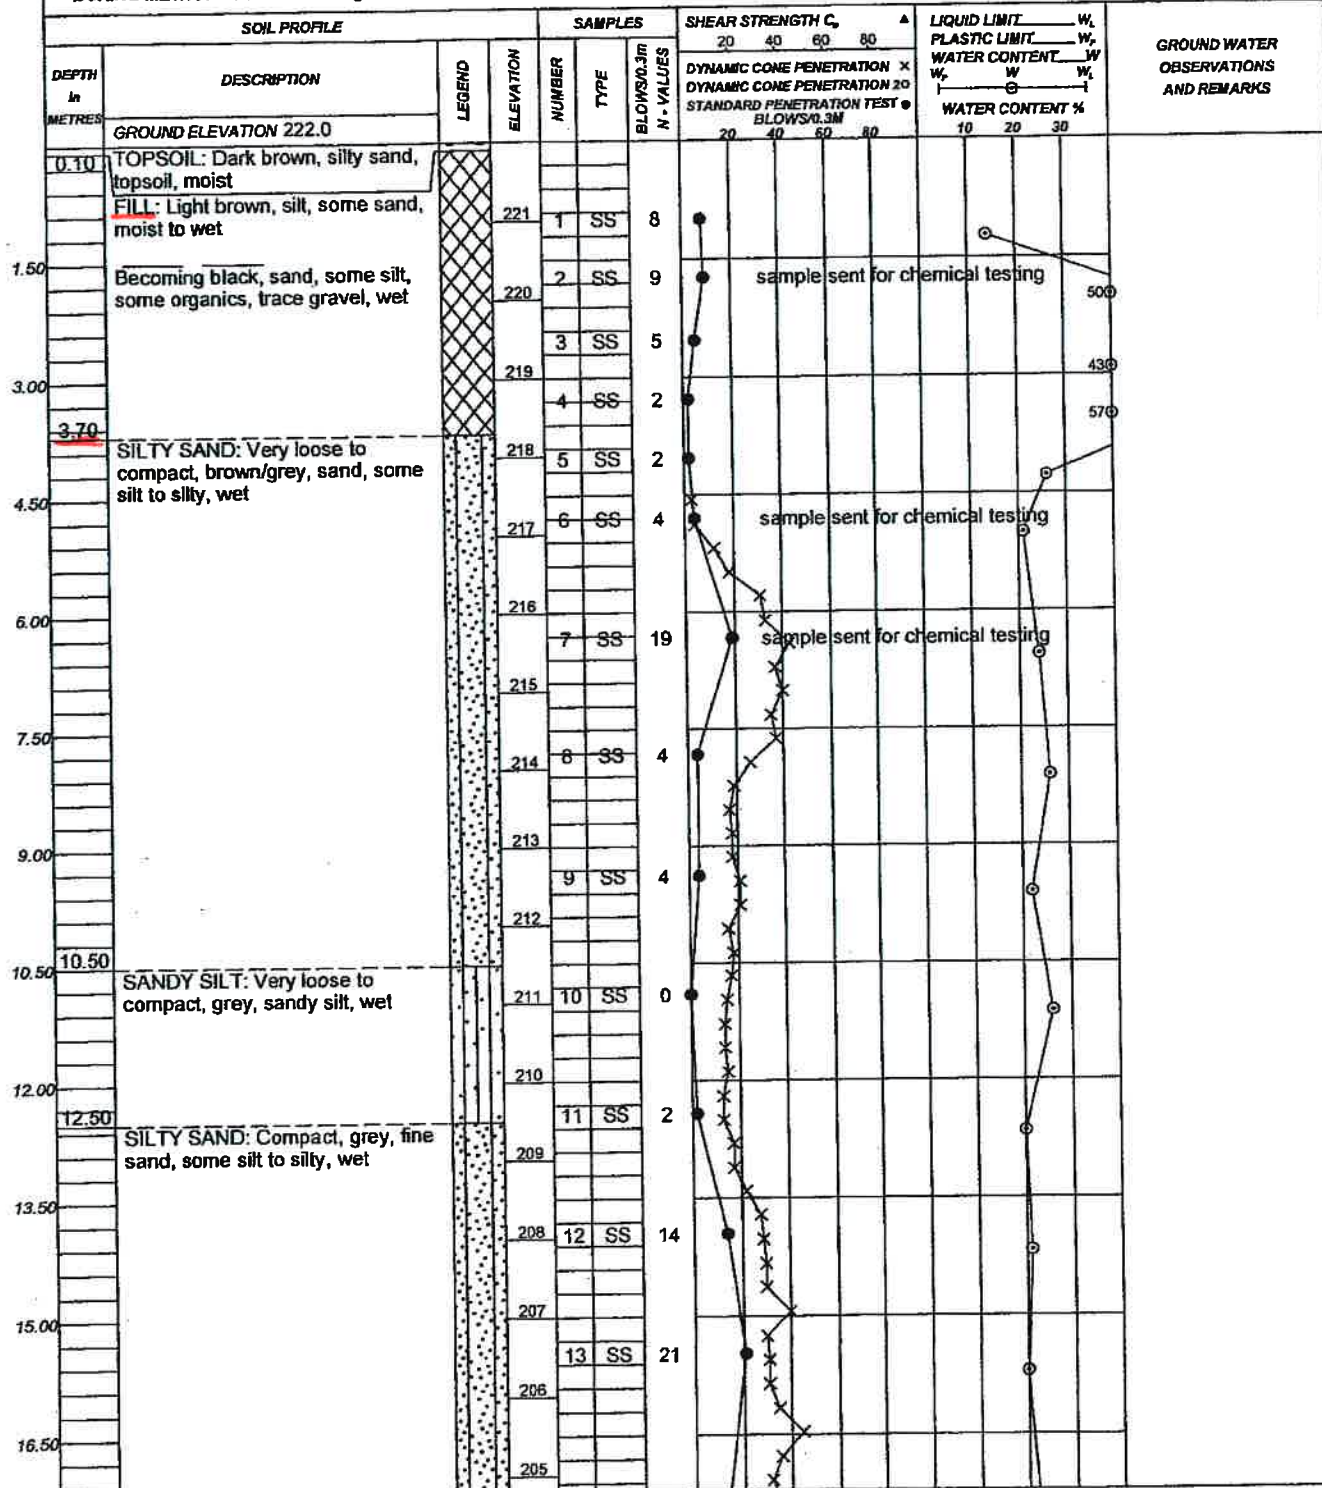 SOIL PROFILE
SAMPLES
SHEAR STRENGTH Cu ▲
20 40 60 80
DYNAMIC CONE PENETRATION ×
DYNAMIC CONE PENETRATION 20
STANDARD PENETRATION TEST ●
BLOWS/0.3M
20 40 60 80
LIQUID LIMIT W_L
PLASTIC LIMIT W_P
WATER CONTENT W
W_P W W_L
WATER CONTENT %
10 20 30
GROUND WATER
OBSERVATIONS
AND REMARKS
DEPTH
in
METRES
DESCRIPTION
LEGEND
ELEVATION
NUMBER
TYPE
BLOWS/0.3m
N - VALUES
GROUND ELEVATION 222.0
0.10 TOPSOIL: Dark brown, silty sand,
topsoil, moist
FILL: Light brown, silt, some sand,
moist to wet
221 1 SS 8
1.50
Becoming black, sand, some silt,
some organics, trace gravel, wet
2 SS 9 sample sent for chemical testing
220
50
3 SS 5
219
43
3.00
4 SS 2
57
3.70
SILTY SAND: Very loose to
compact, brown/grey, sand, some
silt to silty, wet
218 5 SS 2
4.50
217 6 SS 4 sample sent for chemical testing
216
6.00
7 SS 19 sample sent for chemical testing
215
7.50
214 8 SS 4
213
9.00
9 SS 4
212
10.50 10.50
SANDY SILT: Very loose to
compact, grey, sandy silt, wet
211 10 SS 0
210
12.00
12.50
11 SS 2
SILTY SAND: Compact, grey, fine
sand, some silt to silty, wet
209
13.50
208 12 SS 14
207
15.00
13 SS 21
206
16.50
205